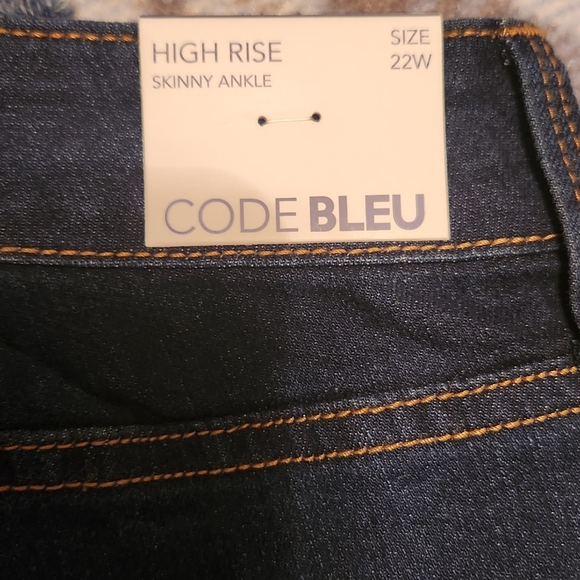 HIGH RISE
SKINNY ANKLE
SIZE
22W
CODE BLEU